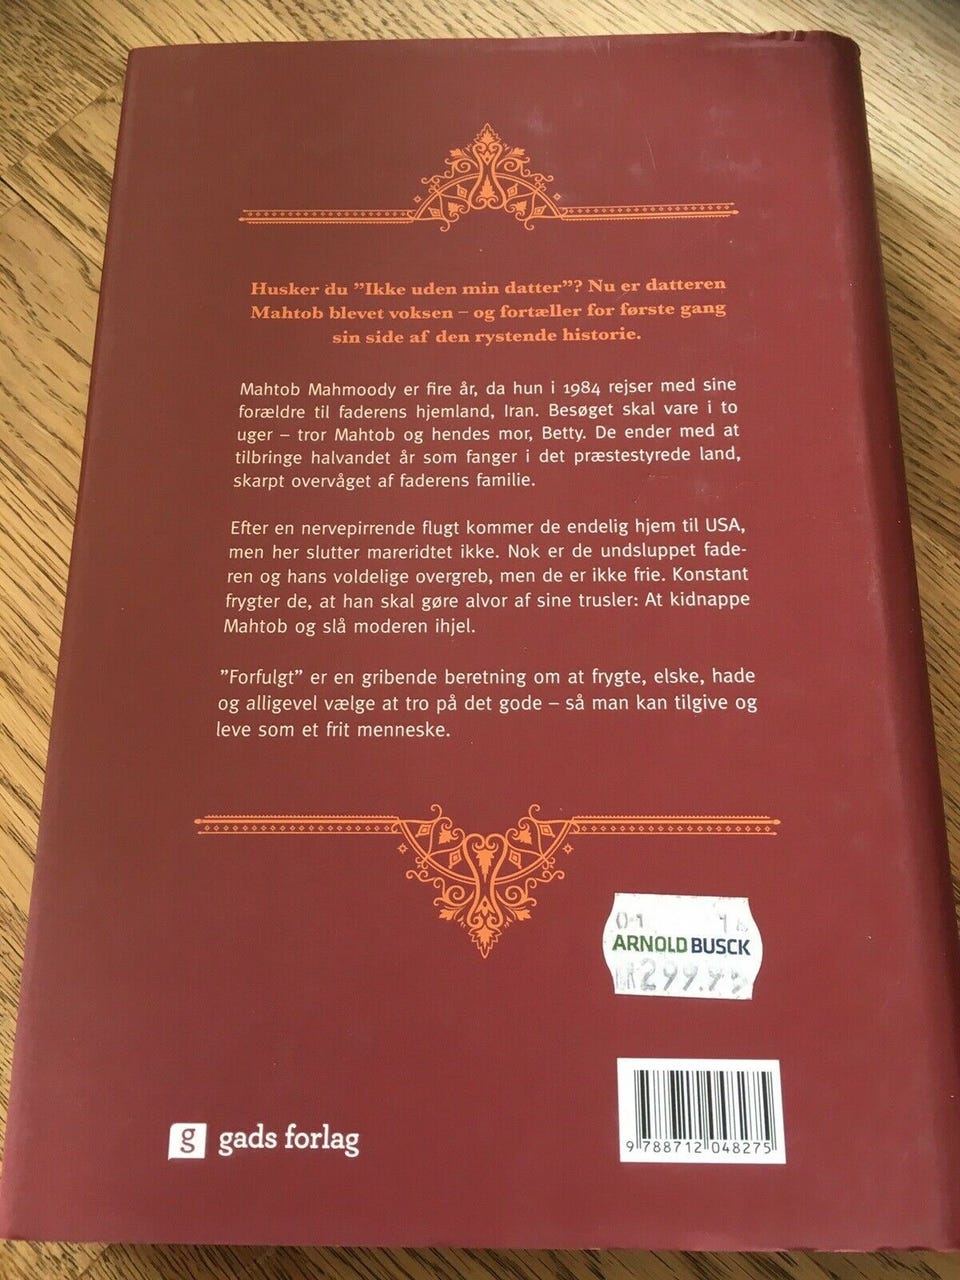 Husker du ”Ikke uden min datter”? Nu er datteren
Mahtob blevet voksen – og fortæller for første gang
sin side af den rystende historie.
Mahtob Mahmoody er fire år, da hun i 1984 rejser med sine
forældre til faderens hjemland, Iran. Besøget skal vare i to
uger – tror Mahtob og hendes mor, Betty. De ender med at
tilbringe halvandet år som fanger i det præstestyrede land,
skarpt overvåget af faderens familie.
Efter en nervepirrende flugt kommer de endelig hjem til USA,
men her slutter mareridtet ikke. Nok er de undsluppet fade-
ren og hans voldelige overgreb, men de er ikke frie. Konstant
frygter de, at han skal gøre alvor af sine trusler: At kidnappe
Mahtob og slå moderen ihjel.
”Forfulgt” er en gribende beretning om at frygte, elske, hade
og alligevel vælge at tro på det gode – så man kan tilgive og
leve som et frit menneske.
ARNOLD BUSCK
299.95
g gads forlag
9 788712 048275